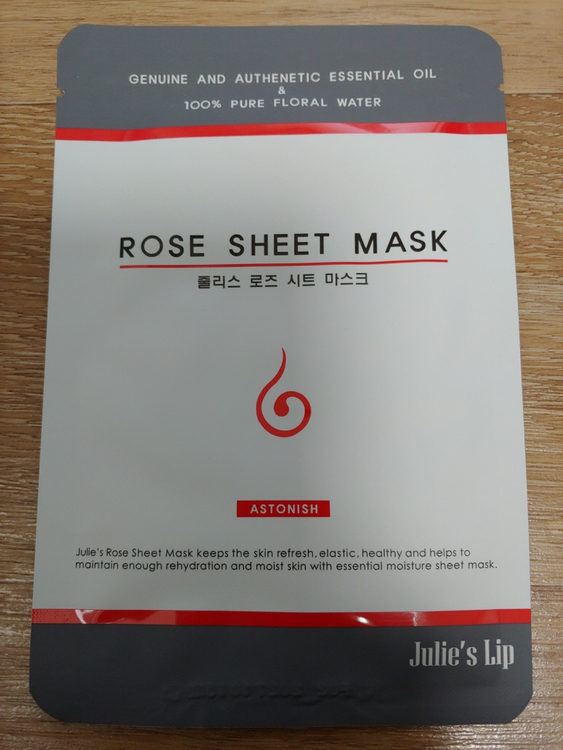 GENUINE AND AUTHENETIC ESSENTIAL OIL
&
100% PURE FLORAL WATER
ROSE SHEET MASK
쥴리스 로즈 시트 마스크
ASTONISH
Julie's Rose Sheet Mask keeps the skin refresh, elastic, healthy and helps to
maintain enough rehydration and moist skin with essential moisture sheet mask.
Julie's Lip